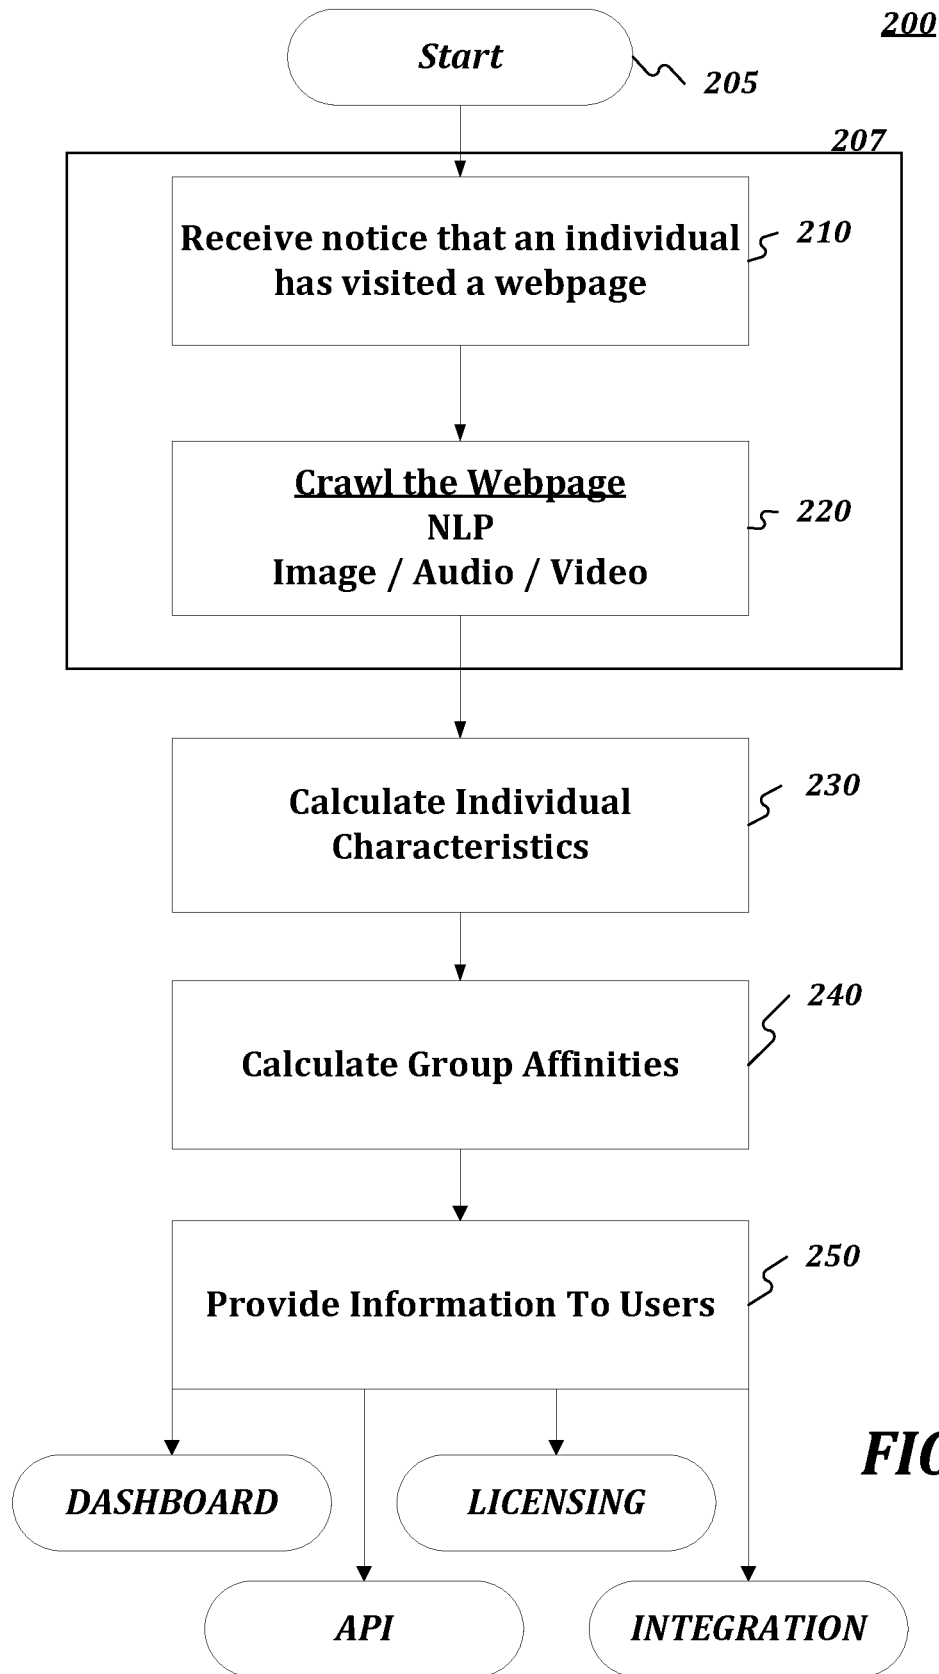 200
Start
205
207
Receive notice that an individual
has visited a webpage
210
Crawl the Webpage
NLP
Image / Audio / Video
220
Calculate Individual
Characteristics
230
Calculate Group Affinities
240
Provide Information To Users
250
DASHBOARD
LICENSING
API
INTEGRATION